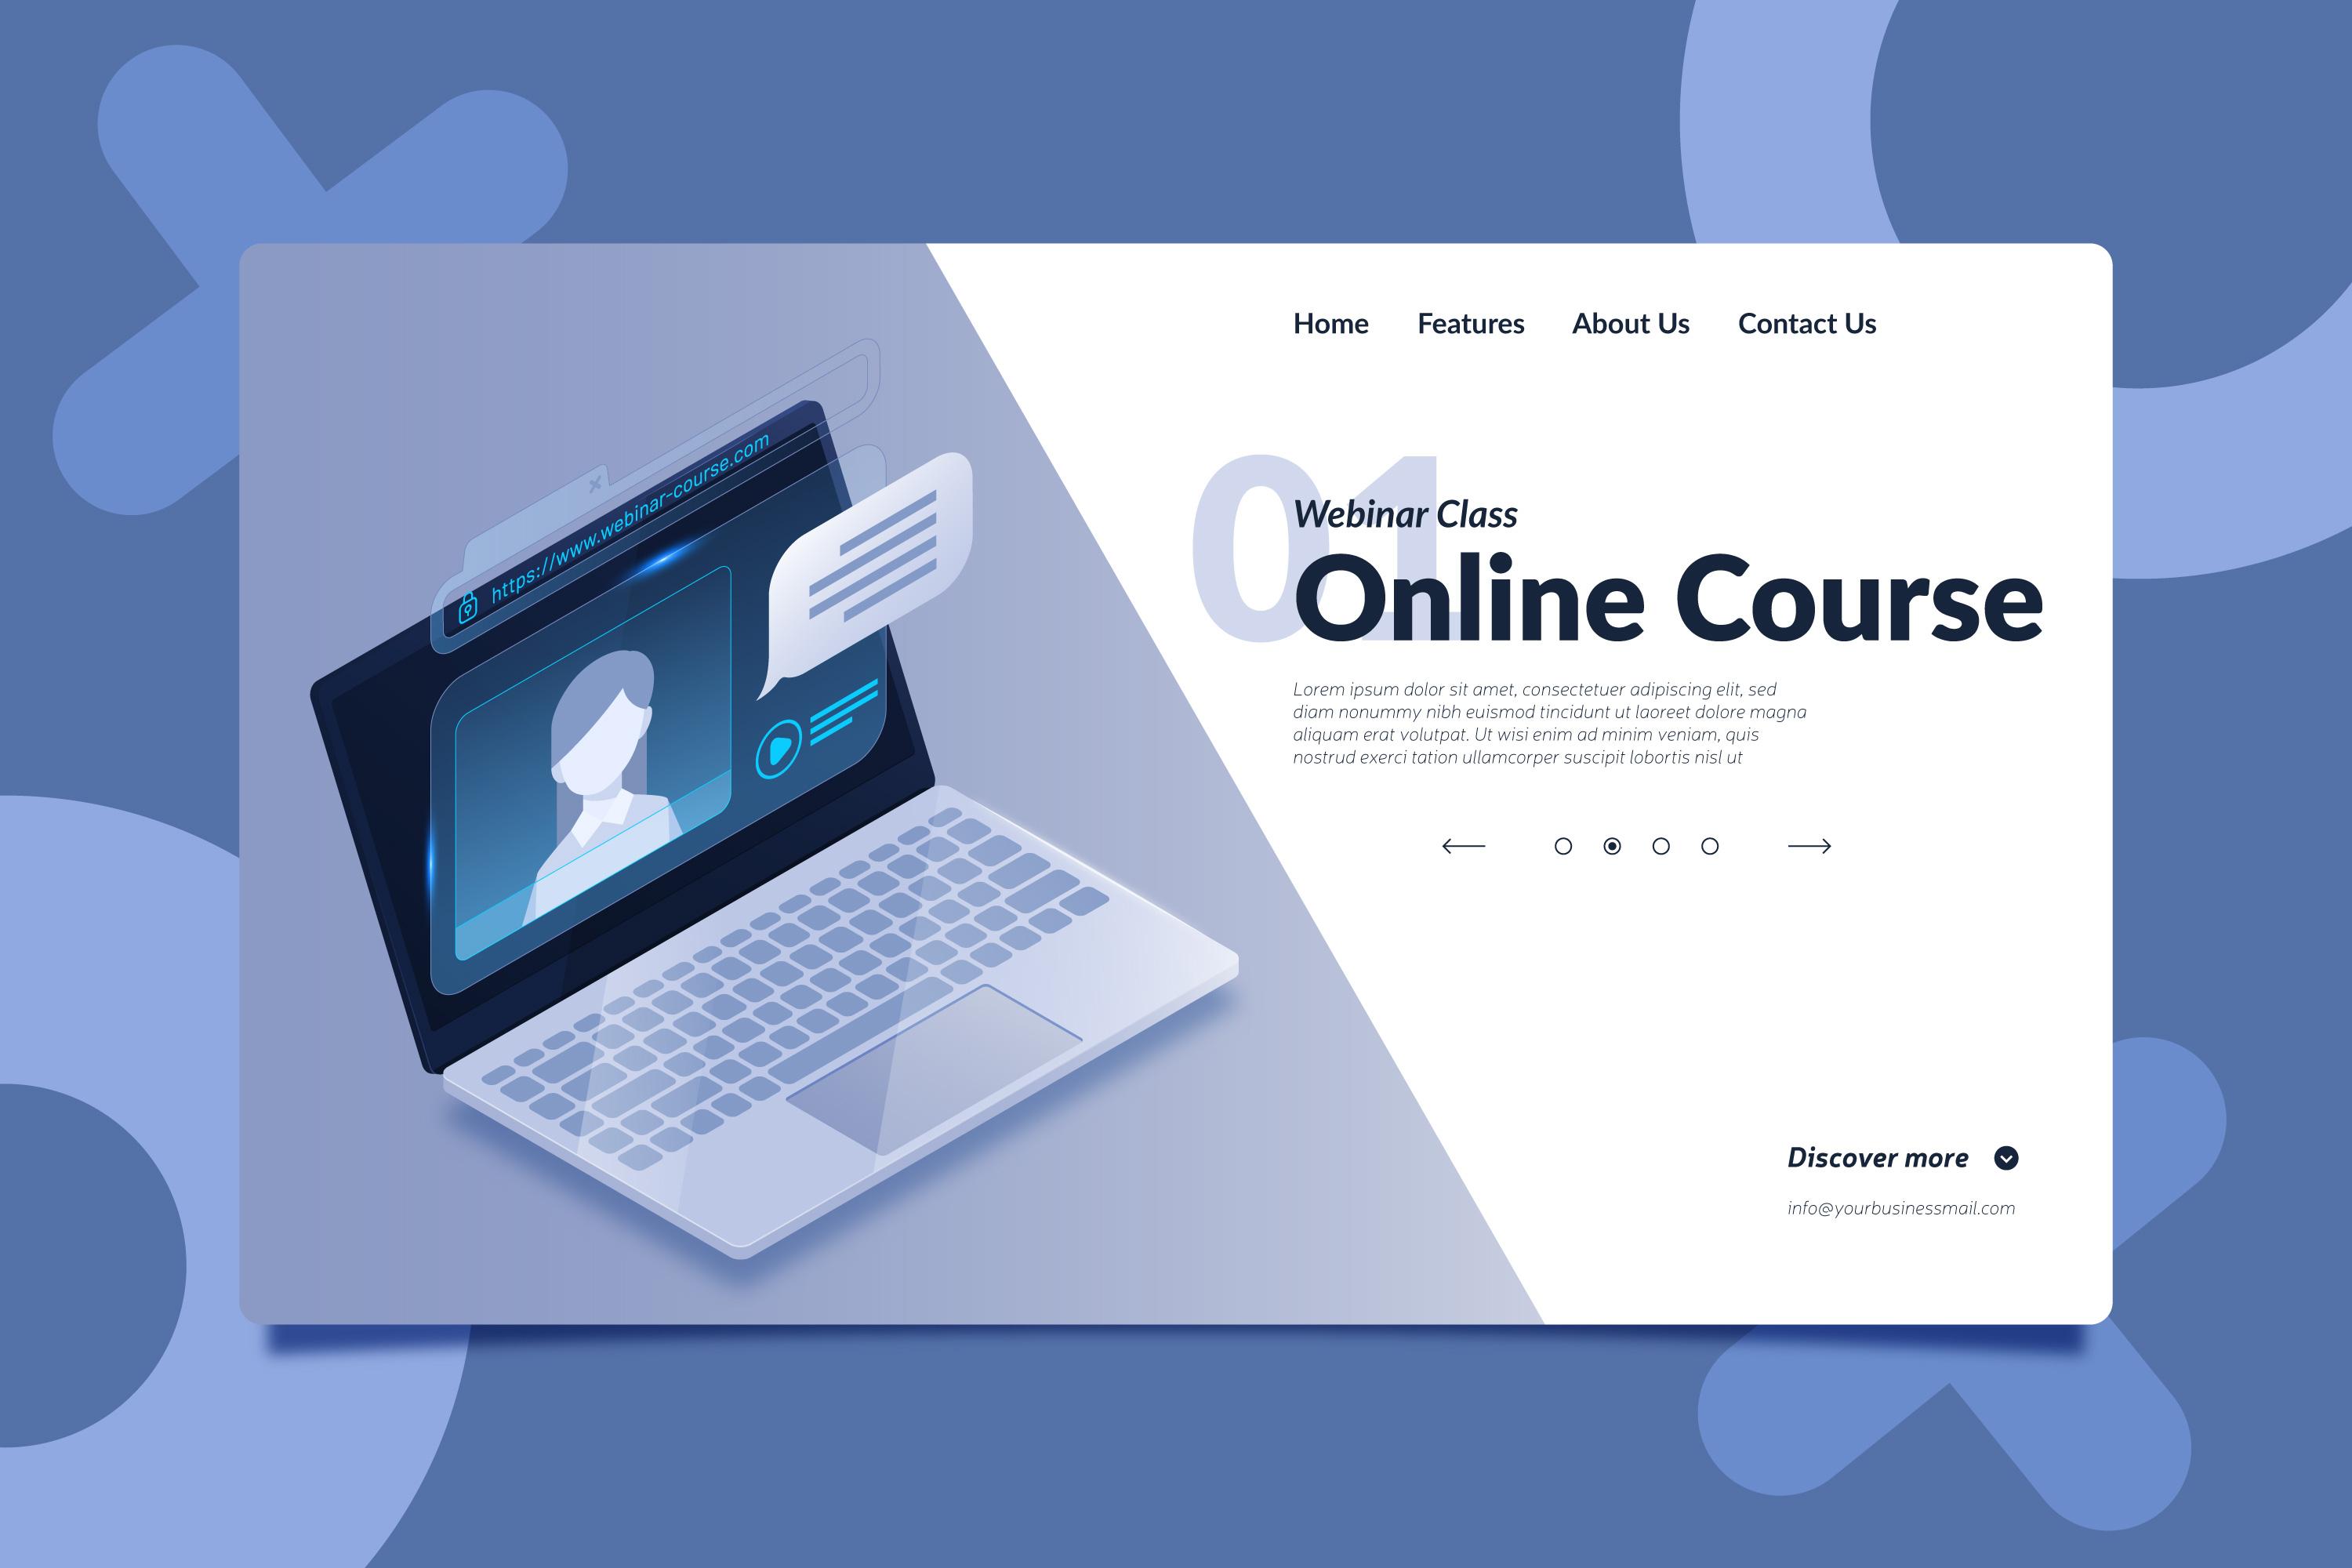 Home Features About Us Contact Us
https://www.webinar-course.com
01
Webinar Class
Online Course
Lorem ipsum dolor sit amet, consectetuer adipiscing elit, sed
diam nonummy nibh euismod tincidunt ut laoreet dolore magna
aliquam erat volutpat. Ut wisi enim ad minim veniam, quis
nostrud exerci tation ullamcorper suscipit lobortis nisl ut
Discover more
info@yourbusinessmail.com